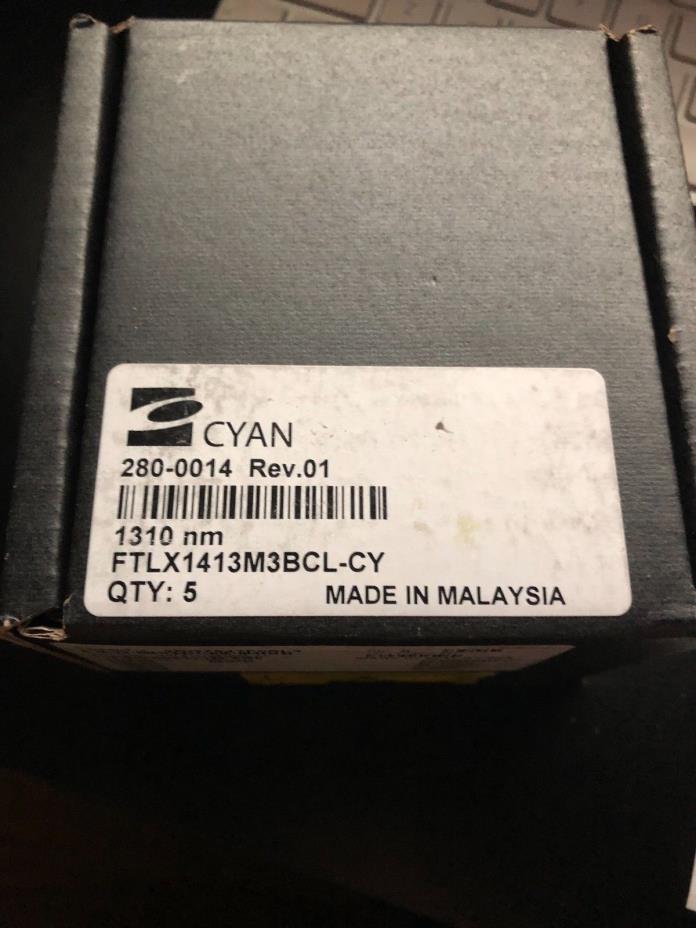 CYAN
280-0014 Rev.01
1310 nm
FTLX1413M3BCL-CY
QTY: 5 MADE IN MALAYSIA